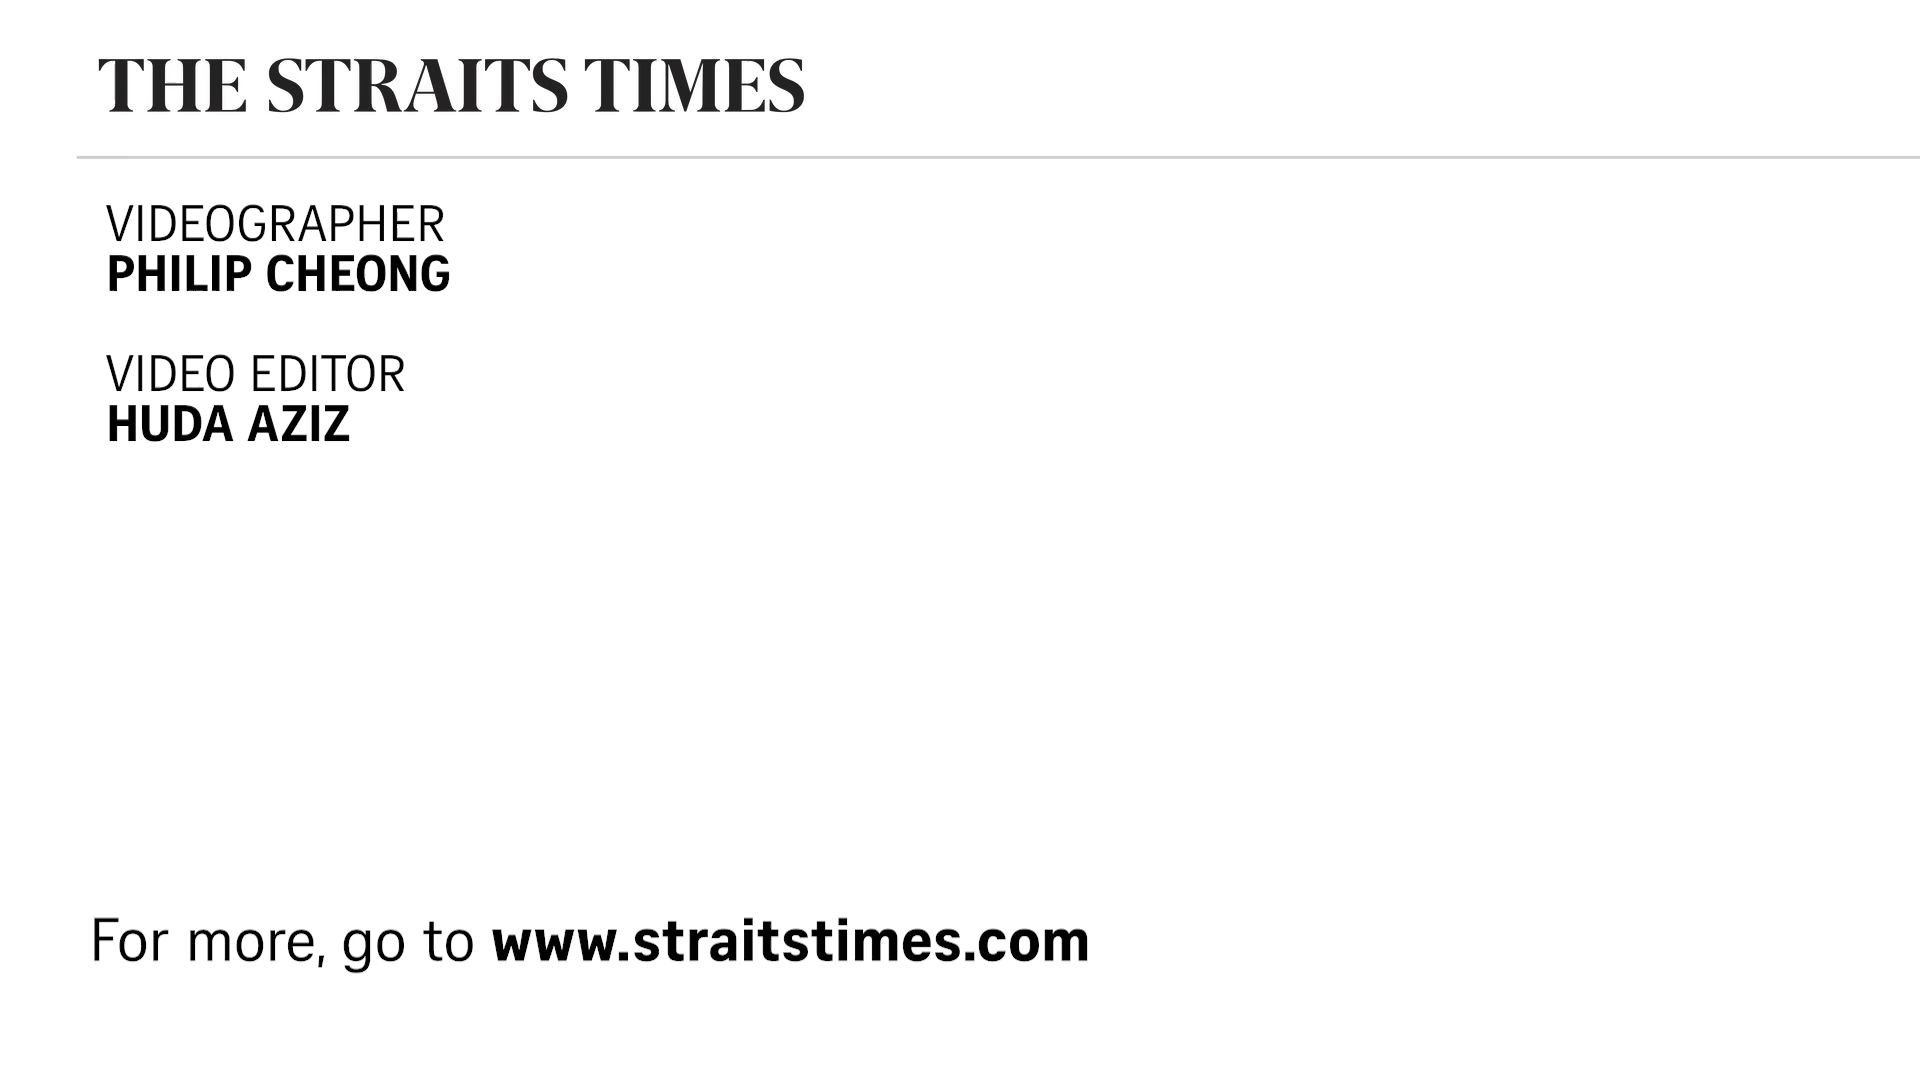 THE STRAITS TIMES
VIDEOGRAPHER
PHILIP CHEONG
VIDEO EDITOR
HUDA AZIZ
For more, go to www.straitstimes.com